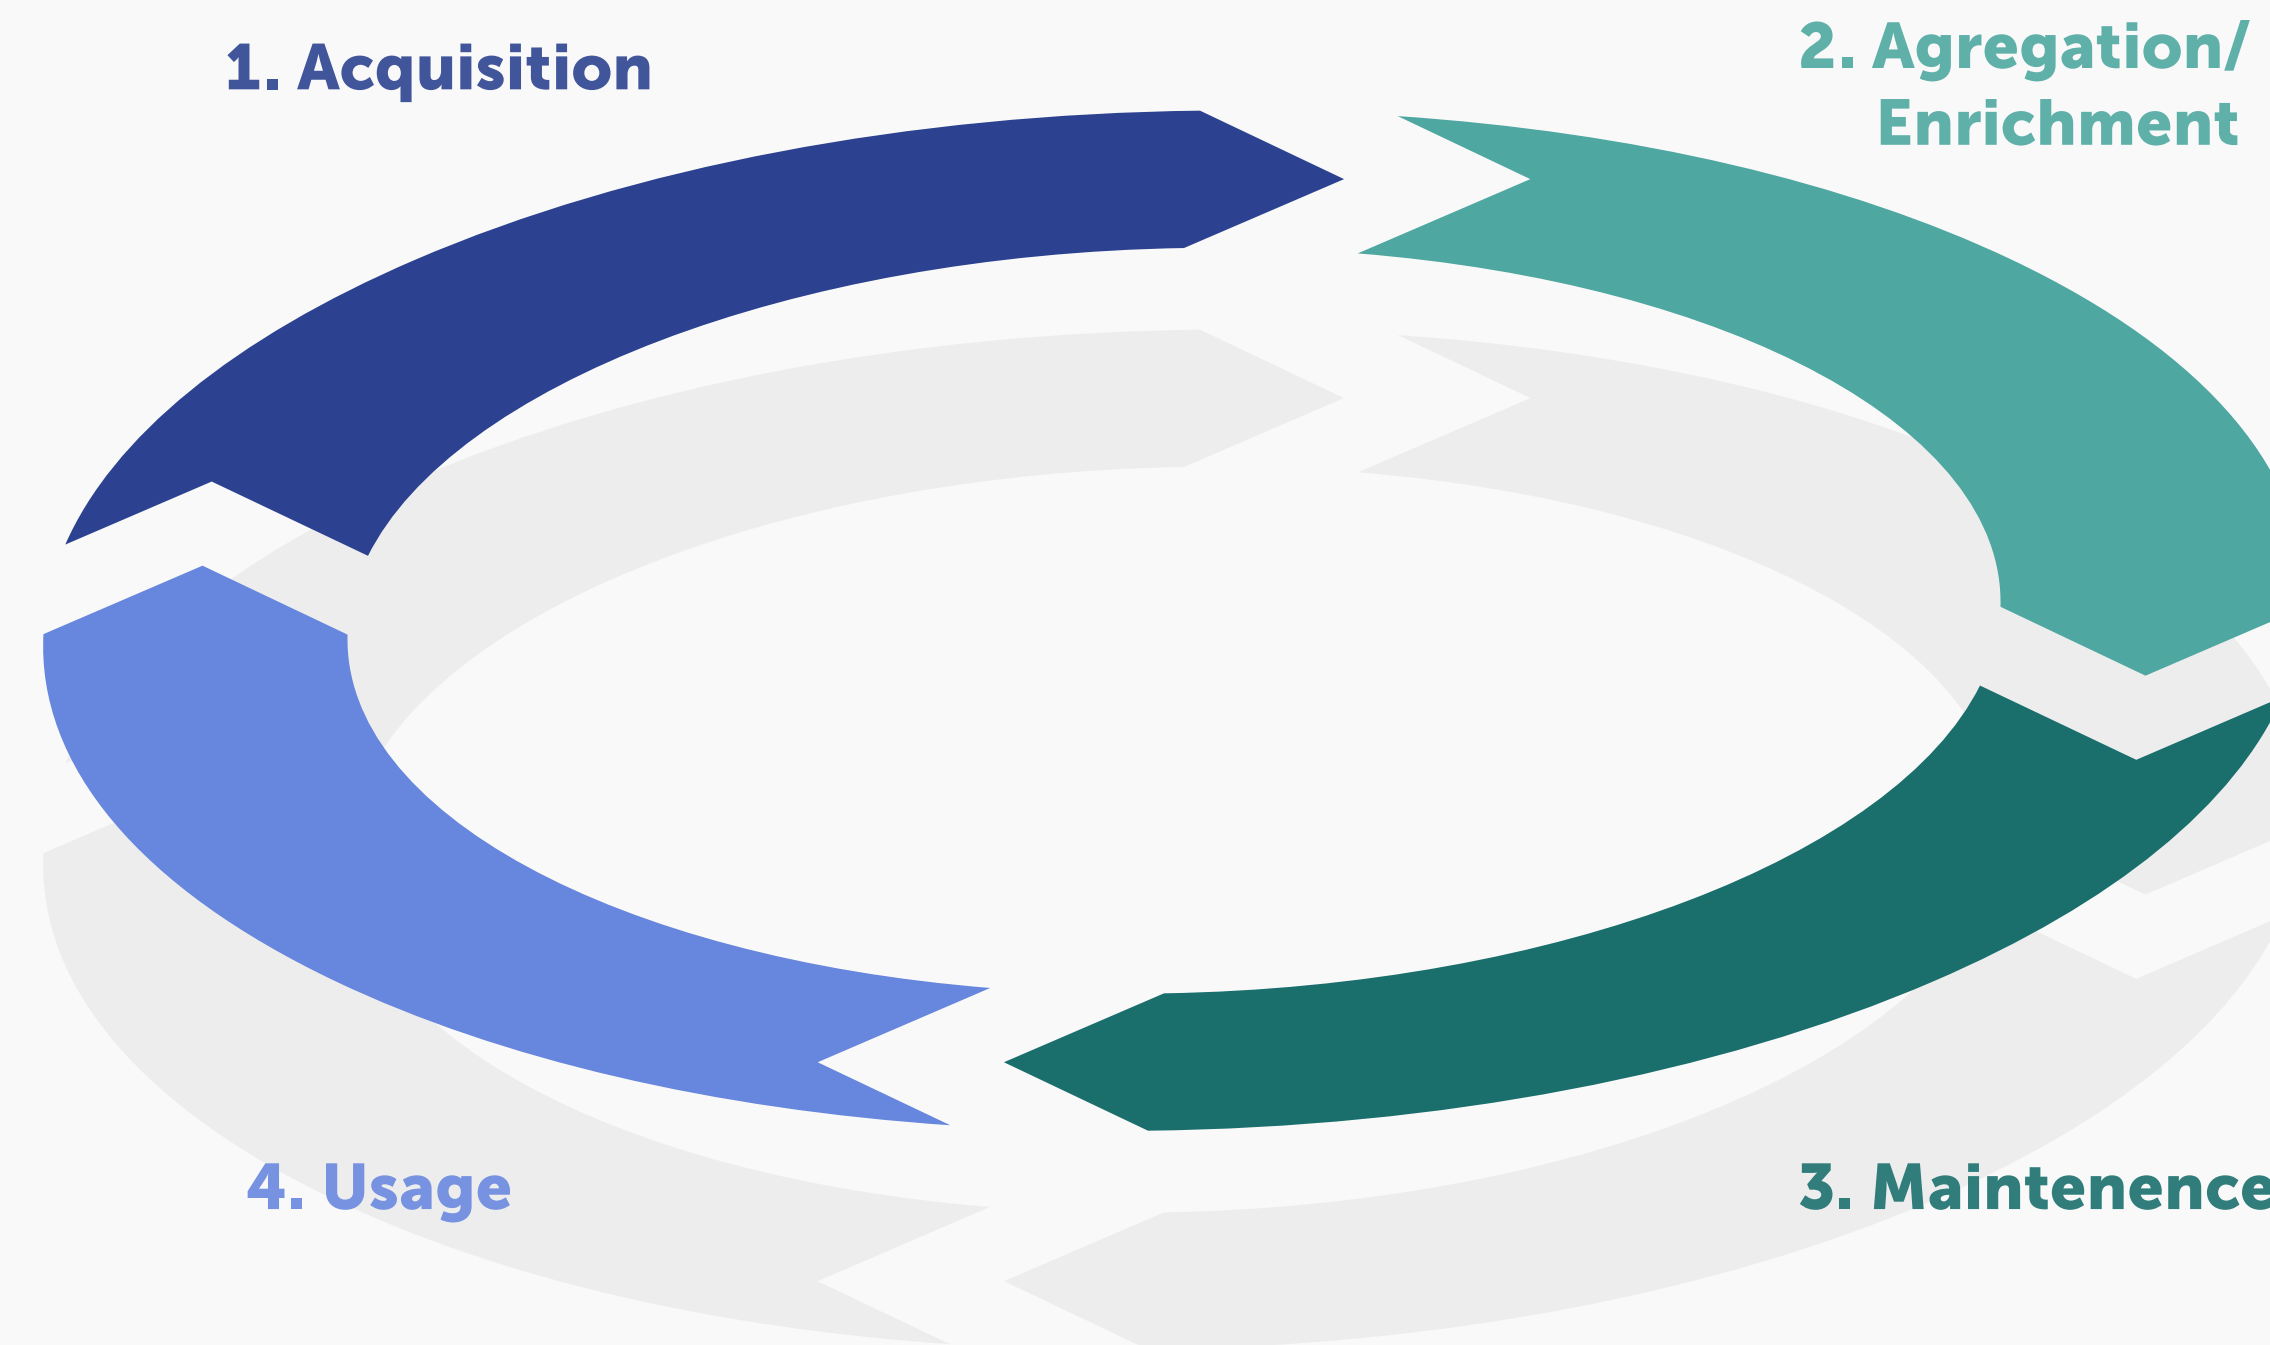 1. Acquisition
2. Agregation/
Enrichment
4. Usage
3. Maintenence